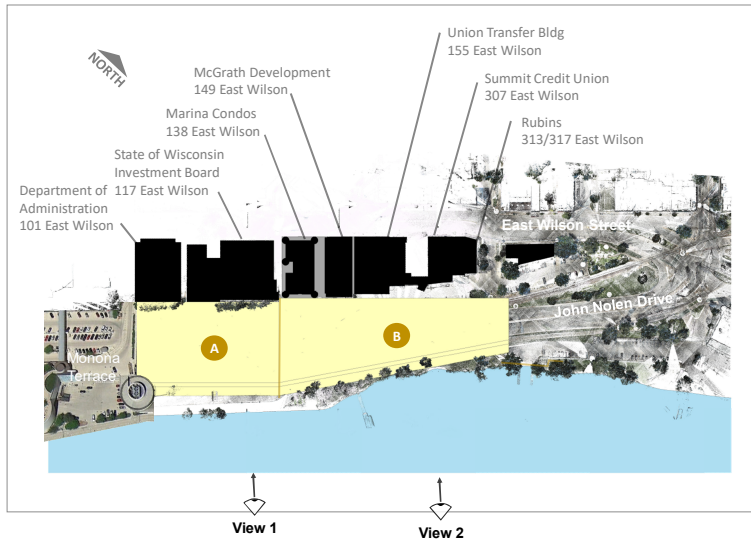 NORTH
Union Transfer Bldg
155 East Wilson
McGrath Development
149 East Wilson
Summit Credit Union
307 East Wilson
Marina Condos
138 East Wilson
Rubins
313/317 East Wilson
State of Wisconsin
Investment Board
117 East Wilson
Department of
Administration
101 East Wilson
East Wilson Street
John Nolen Drive
Monona
Terrace
A
B
View 1
View 2